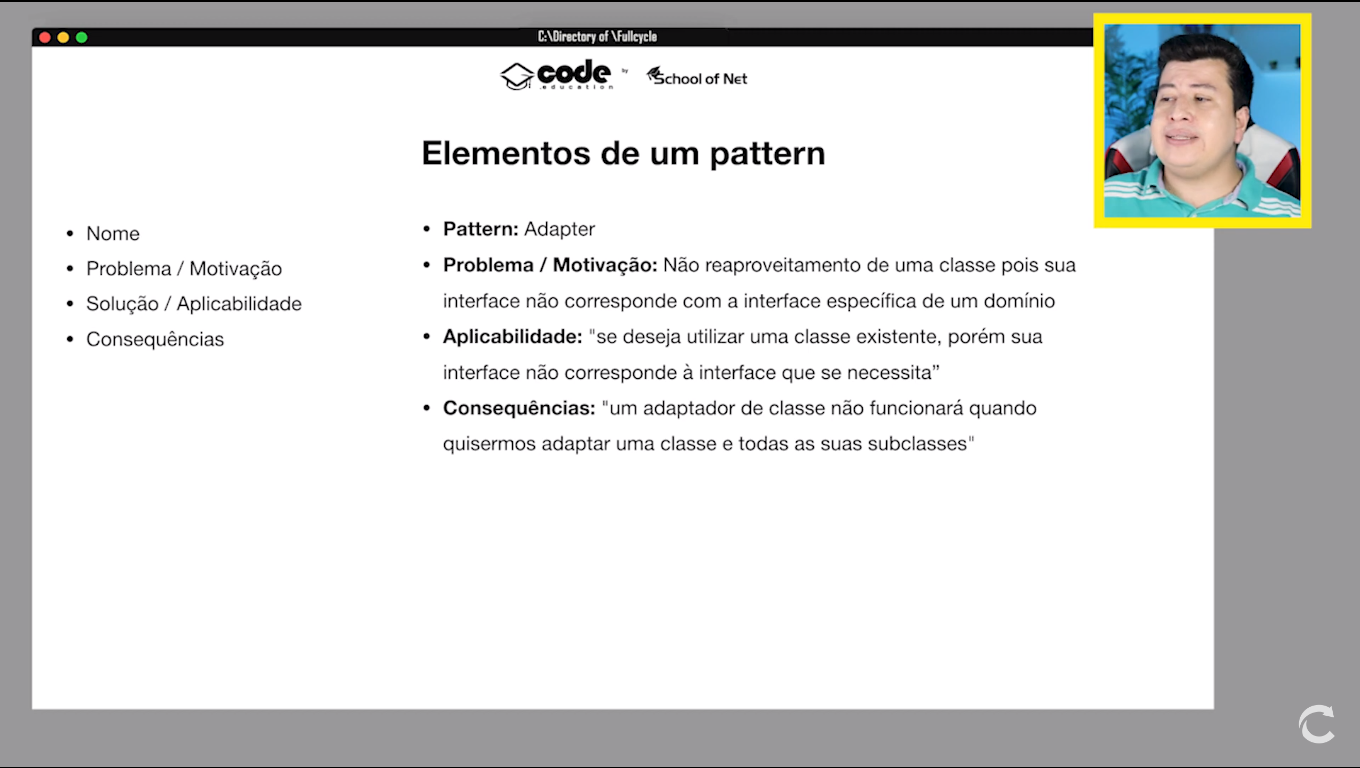 C:\Directory of \Fullcycle
code by School of Net
.education
Elementos de um pattern
• Nome
• Problema / Motivação
• Solução / Aplicabilidade
• Consequências
• Pattern: Adapter
• Problema / Motivação: Não reaproveitamento de uma classe pois sua
interface não corresponde com a interface específica de um domínio
• Aplicabilidade: "se deseja utilizar uma classe existente, porém sua
interface não corresponde à interface que se necessita”
• Consequências: "um adaptador de classe não funcionará quando
quisermos adaptar uma classe e todas as suas subclasses"